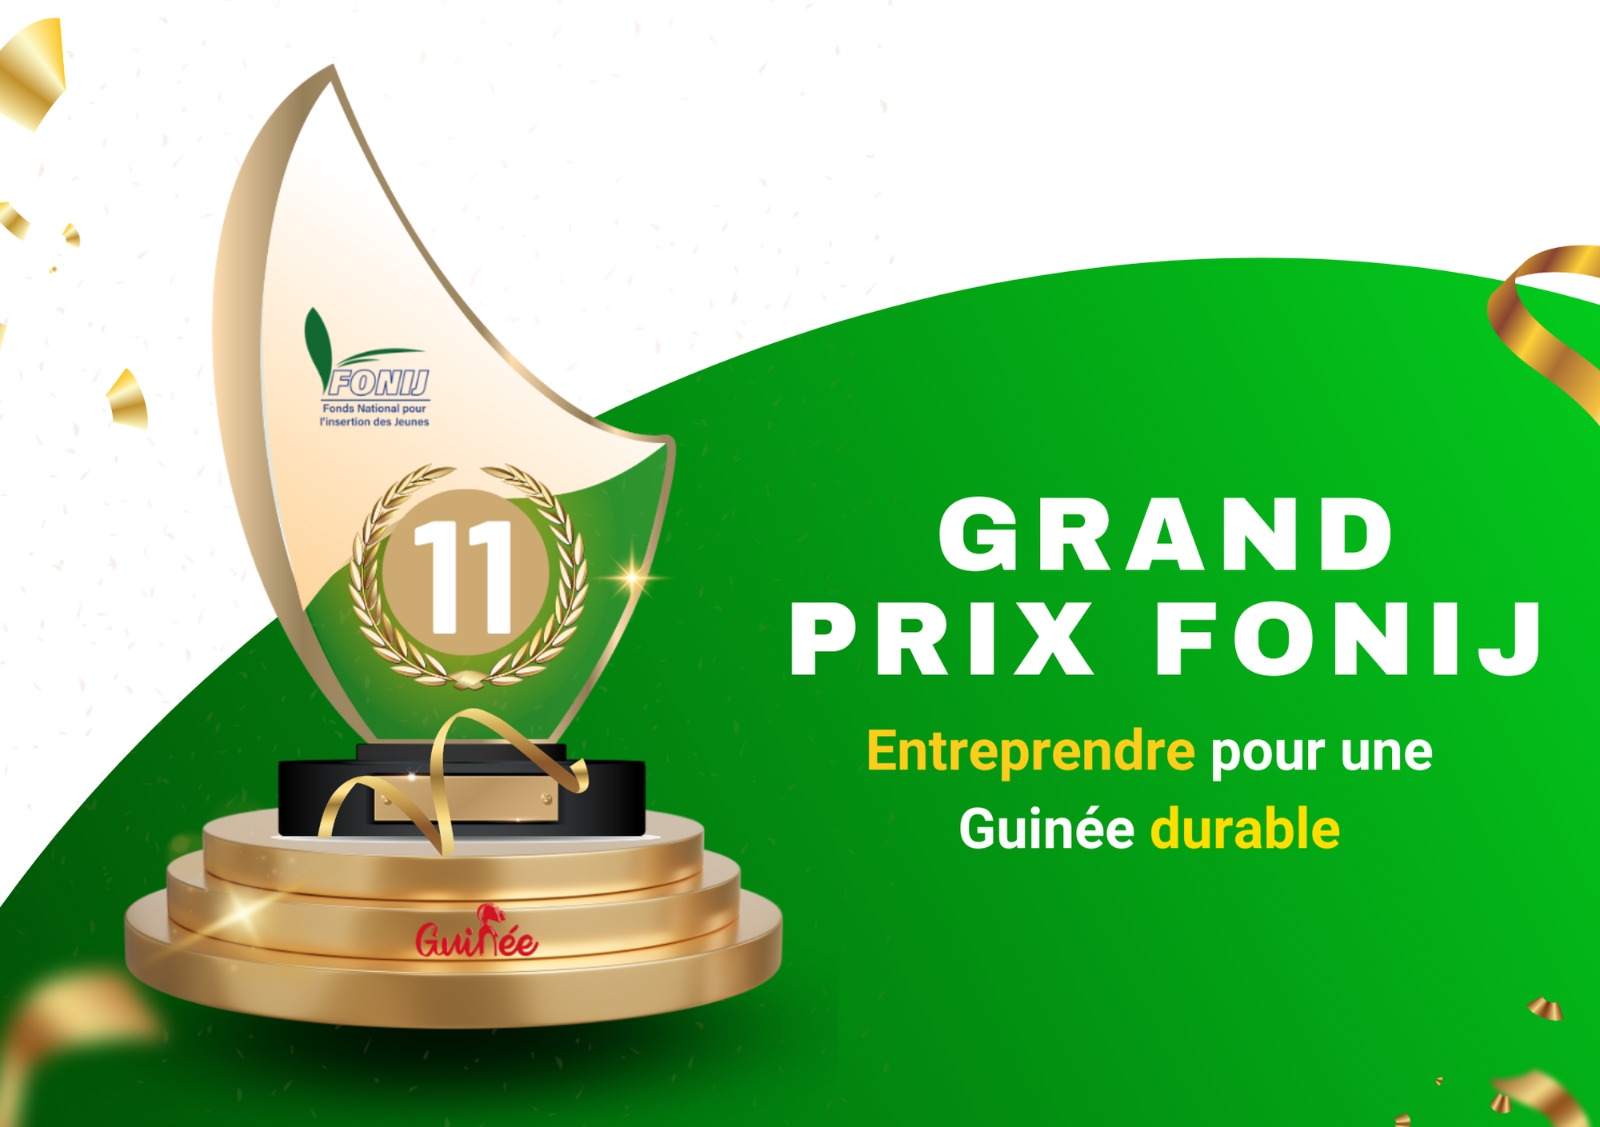 FONIJ
Fonds National pour
l'insertion des Jeunes
11
Guinée
GRAND
PRIX FONIJ
Entreprendre pour une
Guinée durable